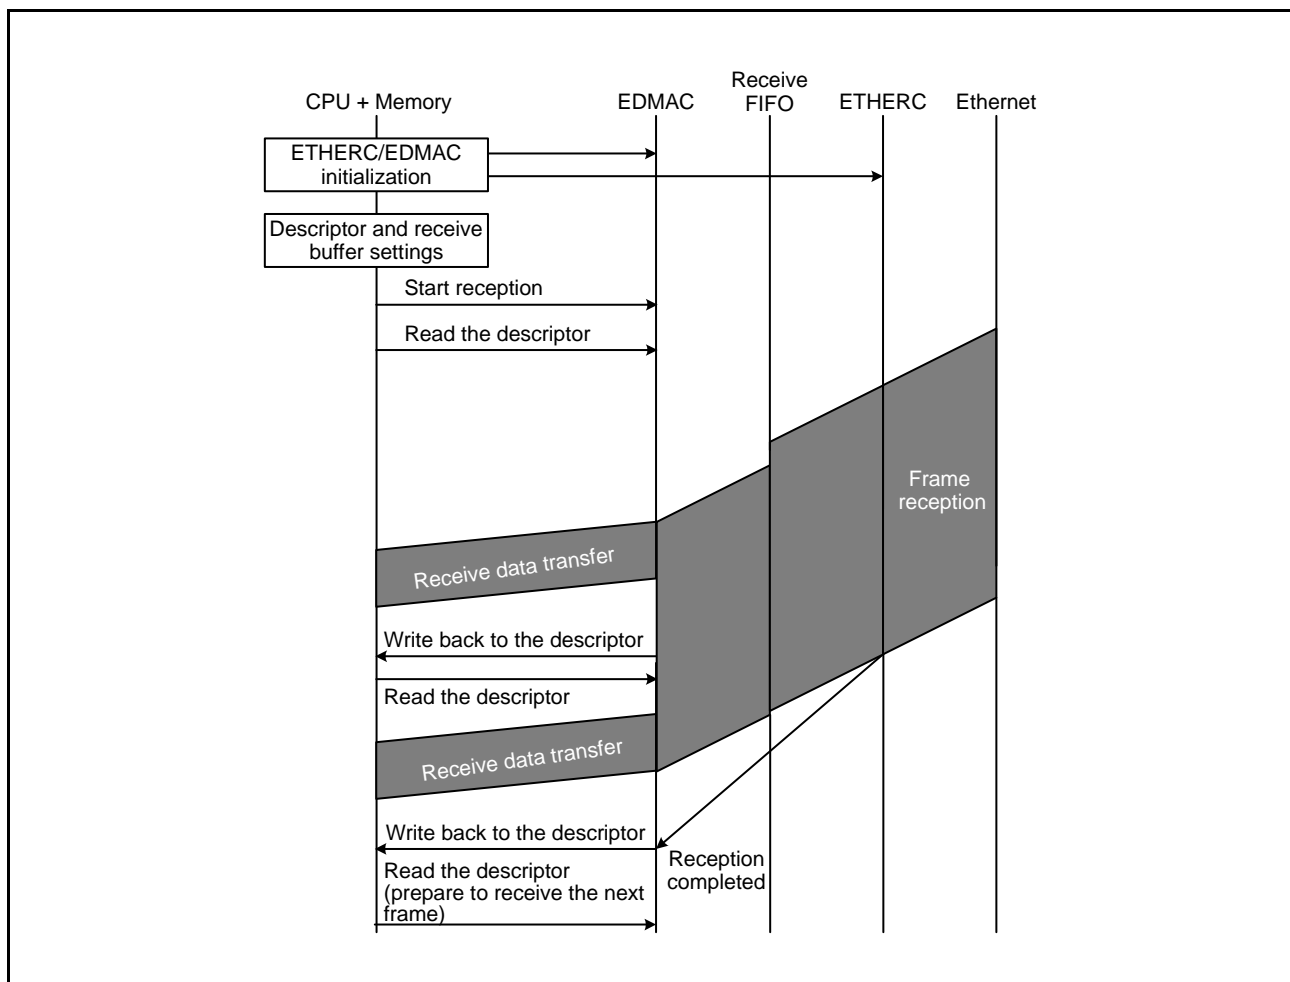 Receive
FIFO
CPU + Memory
EDMAC
ETHERC
Ethernet
ETHERC/EDMAC
initialization
Descriptor and receive
buffer settings
Start reception
Read the descriptor
Frame
reception
Receive data transfer
Write back to the descriptor
Read the descriptor
Receive data transfer
Write back to the descriptor
Reception
completed
Read the descriptor
(prepare to receive the next
frame)